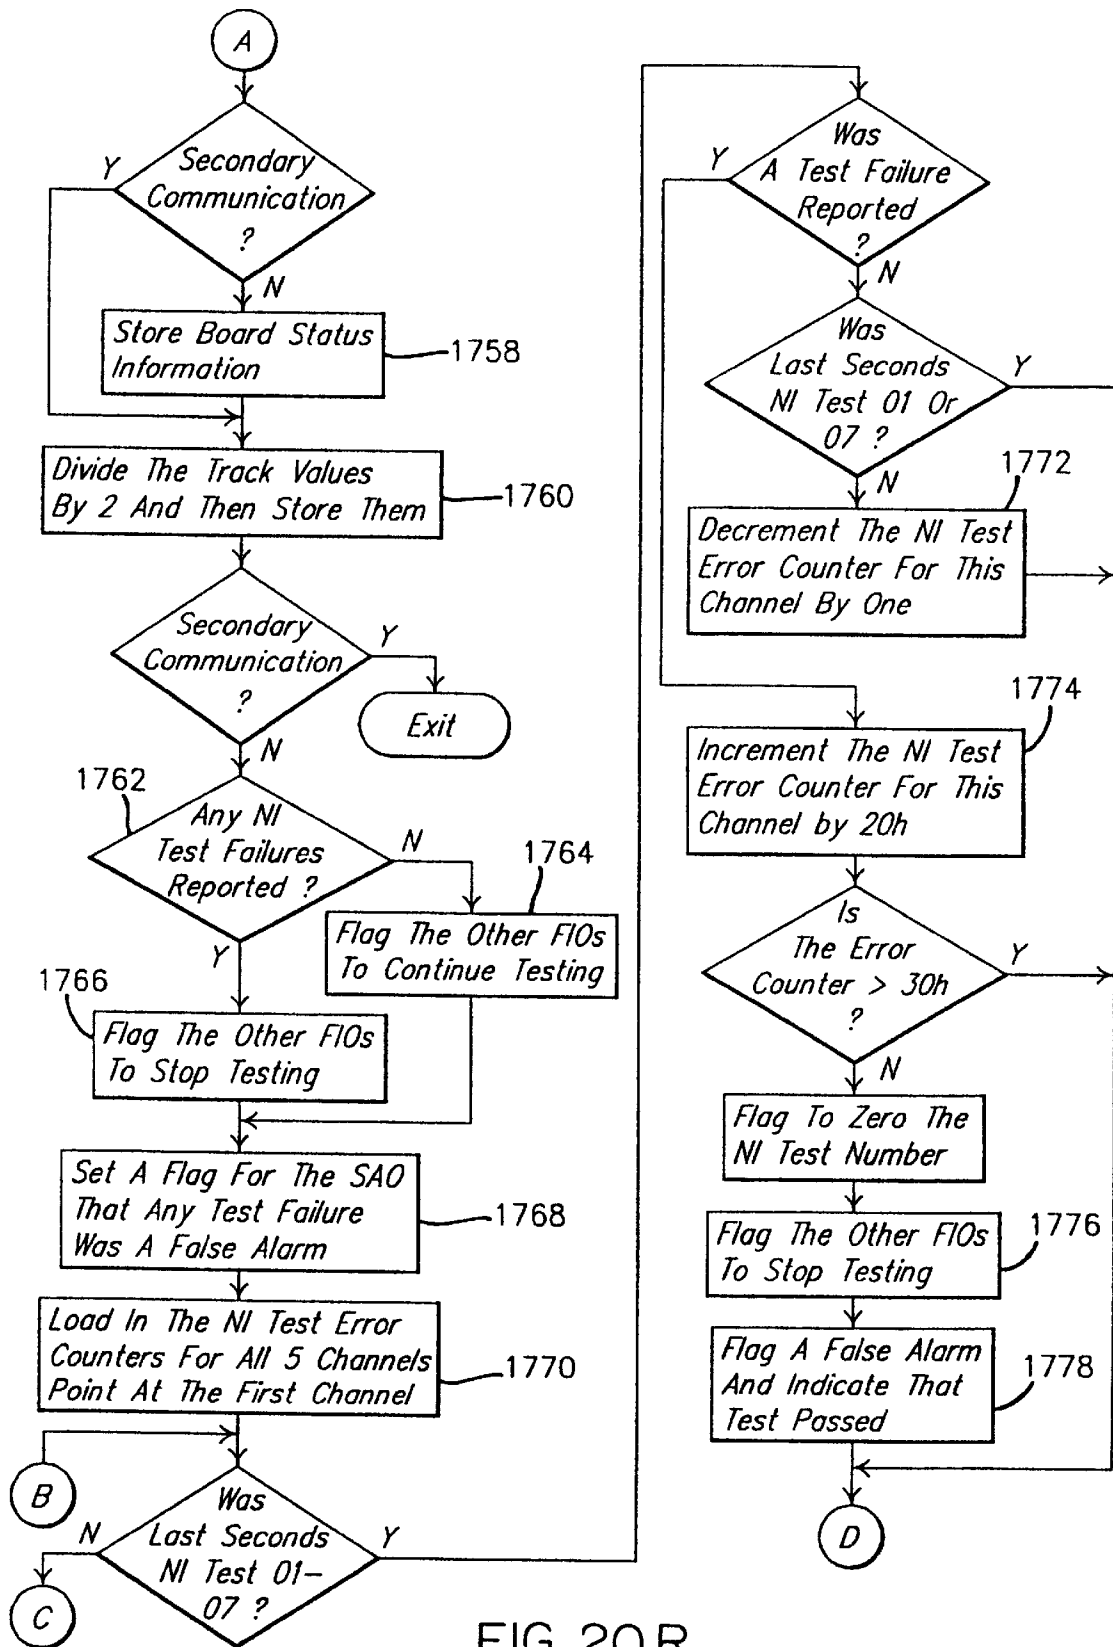 A
Secondary
Communication
?
Y
N
Store Board Status
Information
1758
Divide The Track Values
By 2 And Then Store Them
1760
Secondary
Communication
?
Y
Exit
N
1762
Any NI
Test Failures
Reported ?
N
1764
Flag The Other FIOs
To Continue Testing
Y
1766
Flag The Other FIOs
To Stop Testing
Set A Flag For The SAO
That Any Test Failure
Was A False Alarm
1768
Load In The NI Test Error
Counters For All 5 Channels
Point At The First Channel
1770
B
Was
Last Seconds
NI Test 01–
07 ?
N
Y
C
Was
A Test Failure
Reported
?
Y
N
Was
Last Seconds
NI Test 01 Or
07 ?
Y
N
1772
Decrement The NI Test
Error Counter For This
Channel By One
1774
Increment The NI Test
Error Counter For This
Channel by 20h
Is
The Error
Counter > 30h
?
Y
N
Flag To Zero The
NI Test Number
Flag The Other FIOs
To Stop Testing
1776
Flag A False Alarm
And Indicate That
Test Passed
1778
D
FIG. 20R